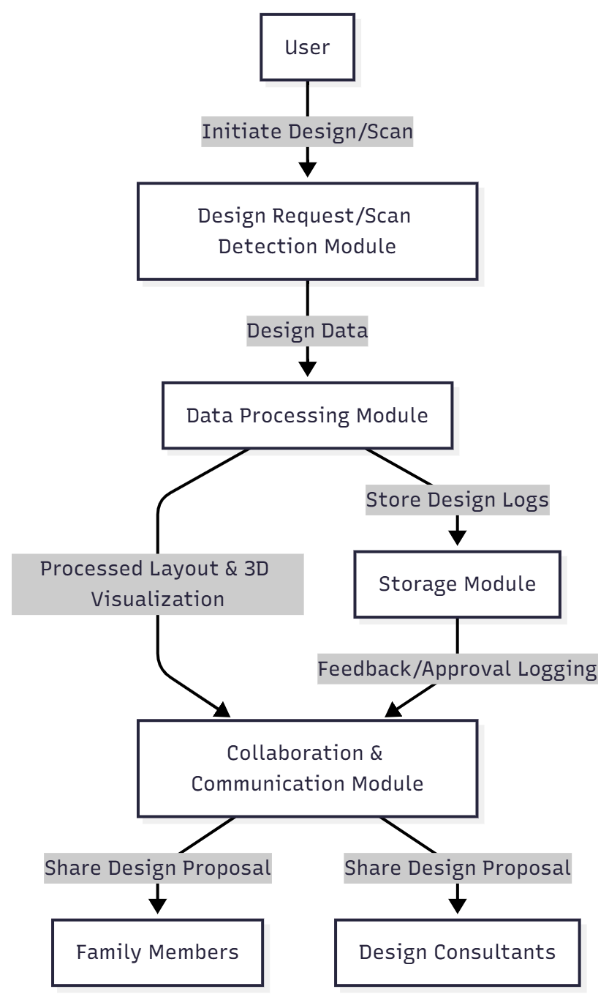 User
Initiate Design/Scan
Design Request/Scan
Detection Module
Design Data
Data Processing Module
Store Design Logs
Processed Layout & 3D
Visualization
Storage Module
Feedback/Approval Logging
Collaboration &
Communication Module
Share Design Proposal
Share Design Proposal
Family Members
Design Consultants